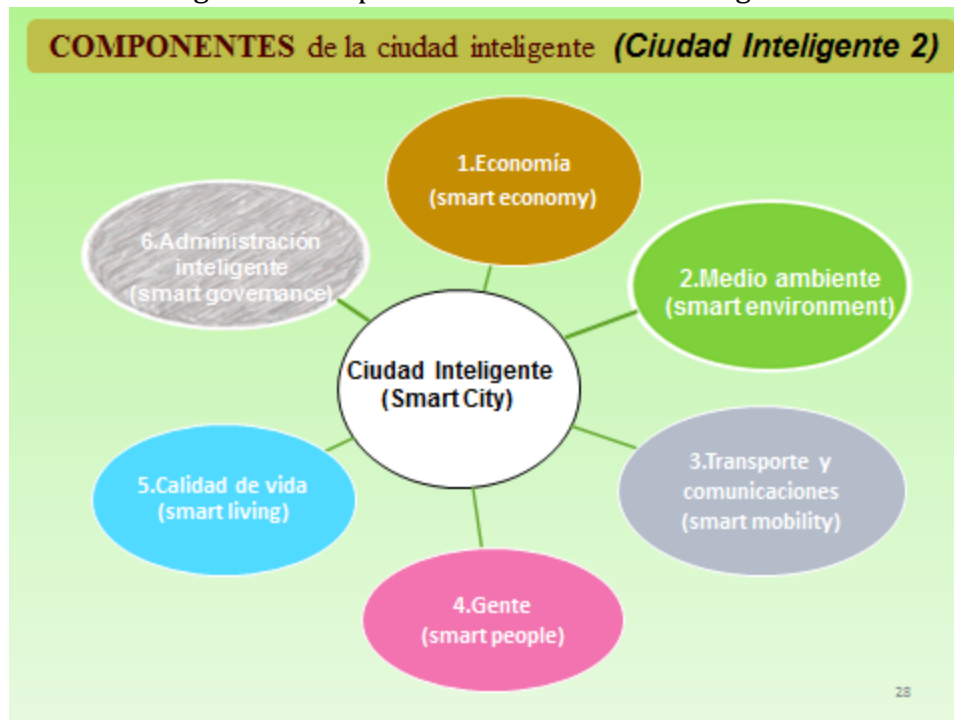 COMPONENTES de la ciudad inteligente (Ciudad Inteligente 2)
1.Economía
(smart economy)
6.Administración
inteligente
(smart governance)
2.Medio ambiente
(smart environment)
Ciudad Inteligente
(Smart City)
3.Transporte y
comunicaciones
(smart mobility)
5.Calidad de vida
(smart living)
4.Gente
(smart people)
28